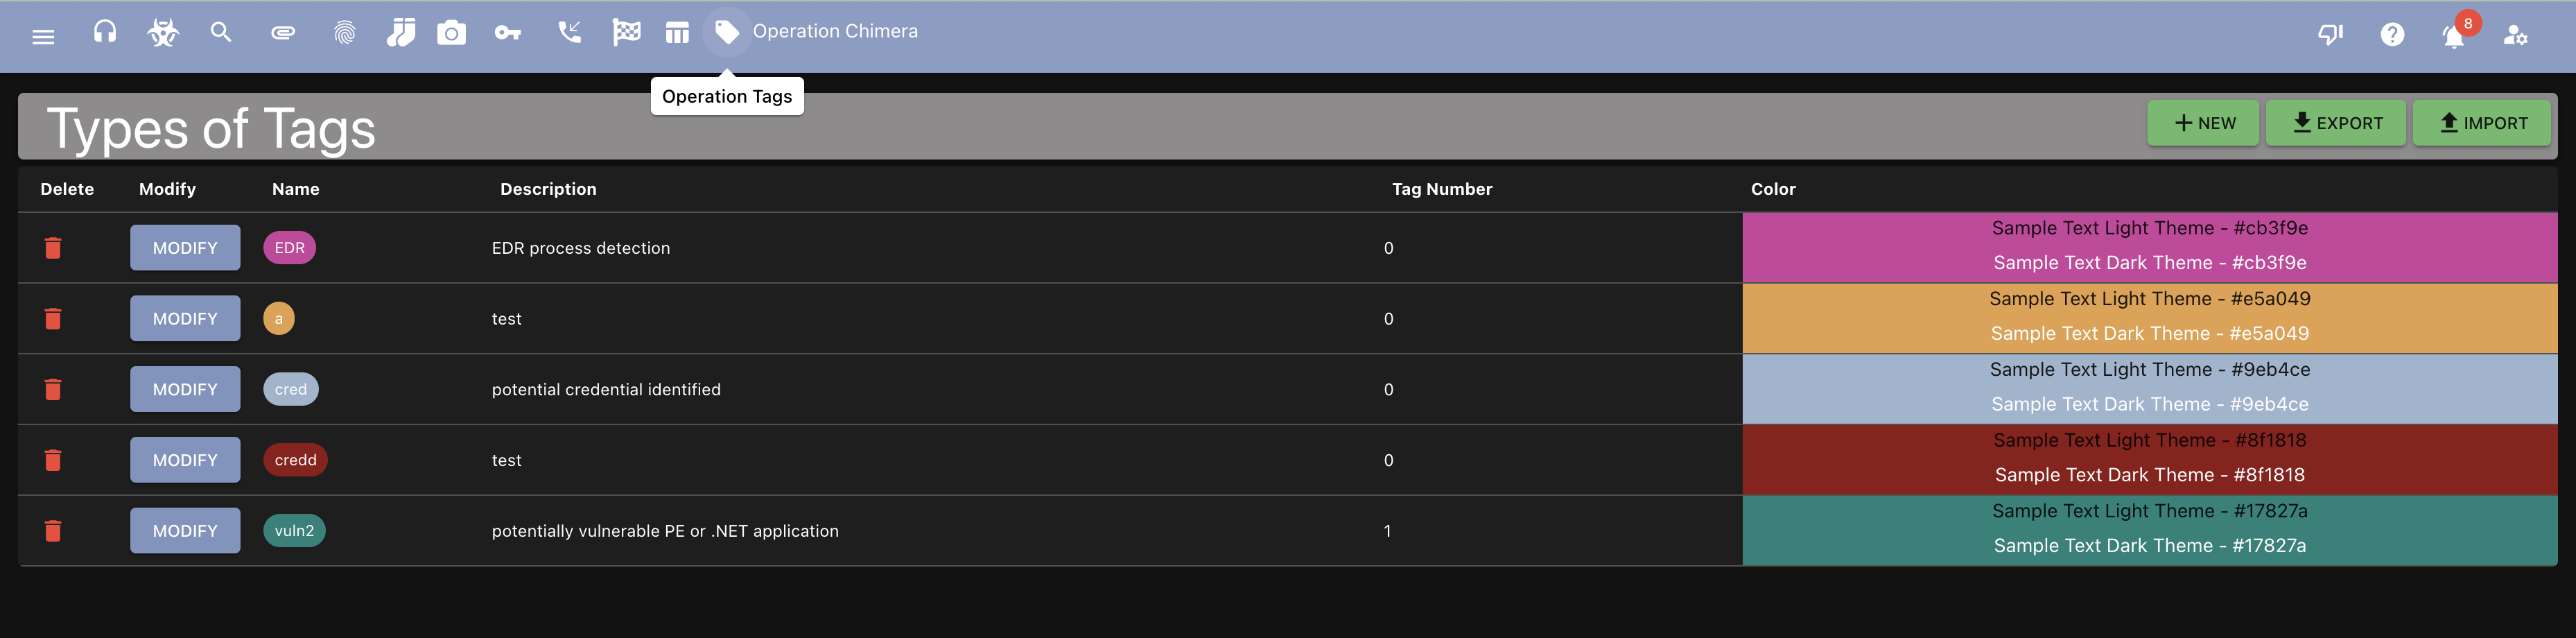 Operation Chimera
8
Operation Tags
Types of Tags
NEW EXPORT IMPORT
Delete Modify Name Description Tag Number Color
MODIFY EDR EDR process detection 0 Sample Text Light Theme - #cb3f9e
Sample Text Dark Theme - #cb3f9e
MODIFY a test 0 Sample Text Light Theme - #e5a049
Sample Text Dark Theme - #e5a049
MODIFY cred potential credential identified 0 Sample Text Light Theme - #9eb4ce
Sample Text Dark Theme - #9eb4ce
MODIFY credd test 0 Sample Text Light Theme - #8f1818
Sample Text Dark Theme - #8f1818
MODIFY vuln2 potentially vulnerable PE or .NET application 1 Sample Text Light Theme - #17827a
Sample Text Dark Theme - #17827a